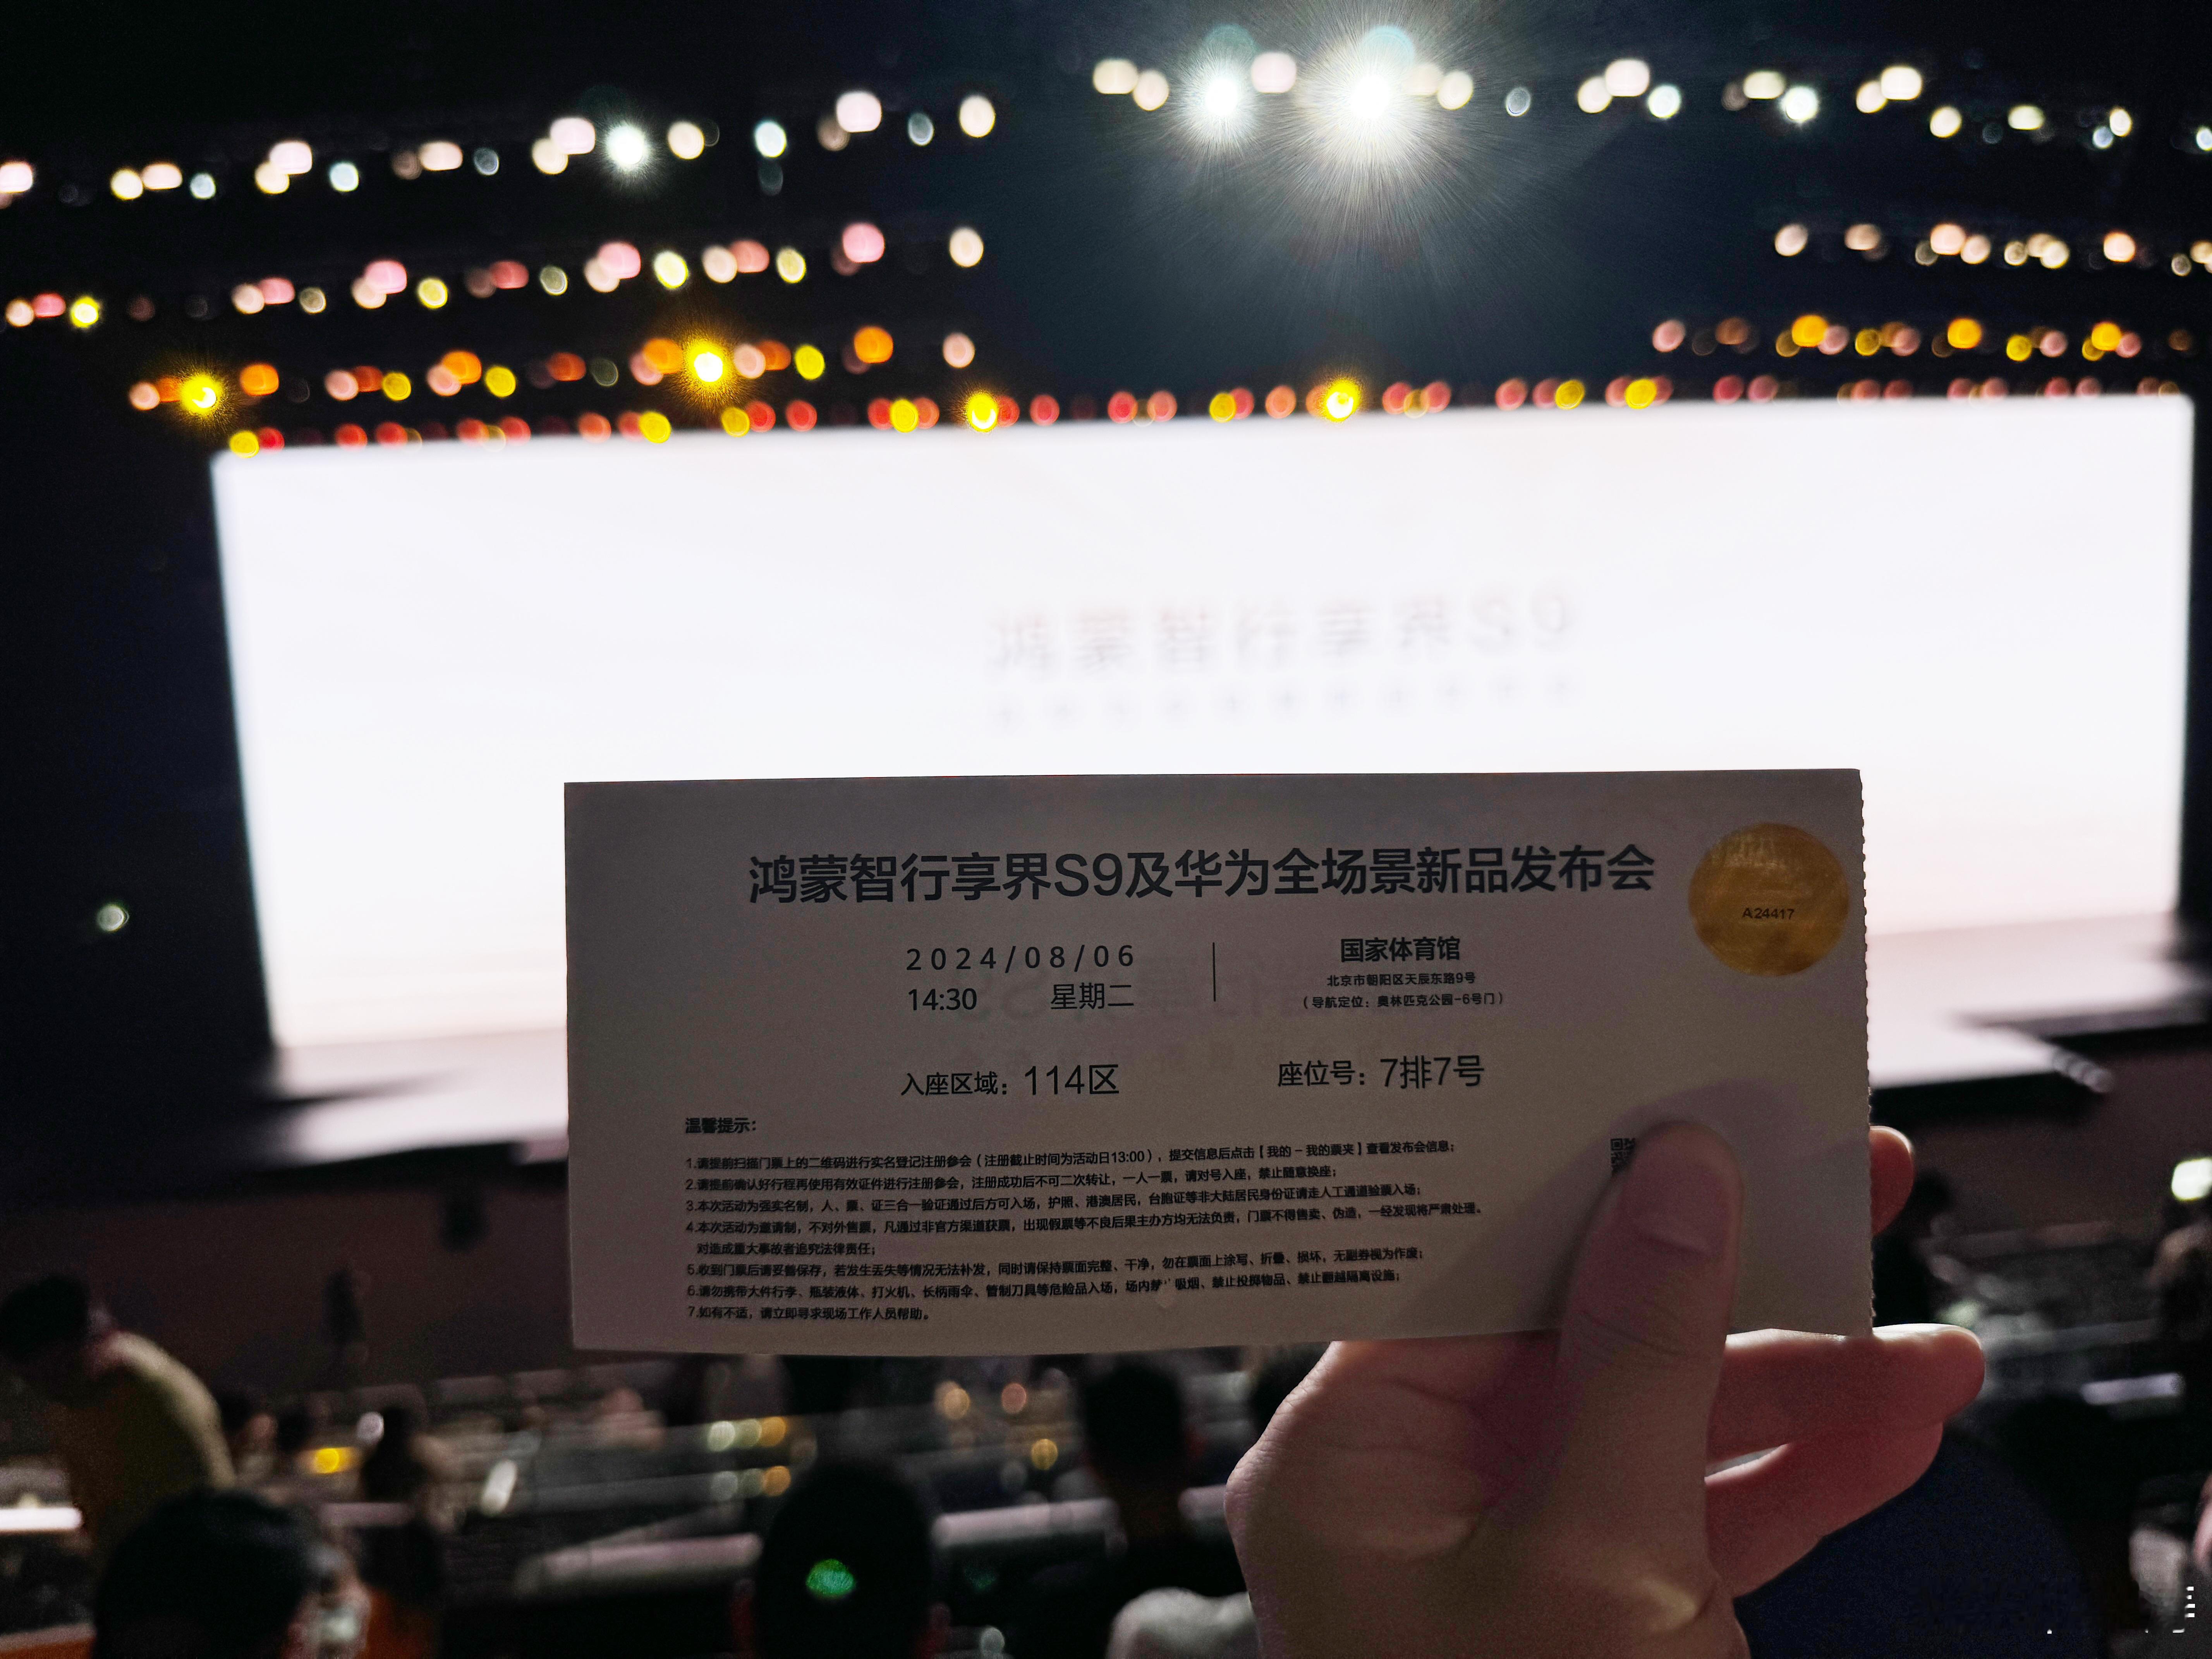 鸿蒙智行享界S9
鸿蒙智行享界S9及华为全场景新品发布会
A24417
2024/08/06
14:30 星期二
国家体育馆
北京市朝阳区天辰东路9号
（导航定位：奥林匹克公园-6号门）
入座区域：114区
座位号：7排7号
温馨提示：
1.请提前扫描门票上的二维码进行实名登记注册参会（注册截止时间为活动日13:00），提交信息后点击【我的－我的票夹】查看发布会信息；
2.请提前确认好行程再使用有效证件进行注册参会，注册成功后不可二次转让，一人一票，请对号入座，禁止随意换座；
3.本次活动为强实名制，人、票、证三合一验证通过后方可入场，护照、港澳居民，台胞证等非大陆居民身份证请走人工通道验票入场；
4.本次活动为邀请制，不对外售票，凡通过非官方渠道获票，出现假票等不良后果主办方均无法负责，门票不得售卖、伪造，一经发现将严肃处理。
对造成重大事故者追究法律责任；
5.收到门票后请妥善保存，若发生丢失等情况无法补发，同时请保持票面完整、干净，勿在票面上涂写、折叠、损坏，无副券视为作废；
6.请勿携带大件行李、瓶装液体、打火机、长柄雨伞、管制刀具等危险品入场，场内禁止吸烟、禁止投掷物品、禁止翻越隔离设施；
7.如有不适，请立即寻求现场工作人员帮助。